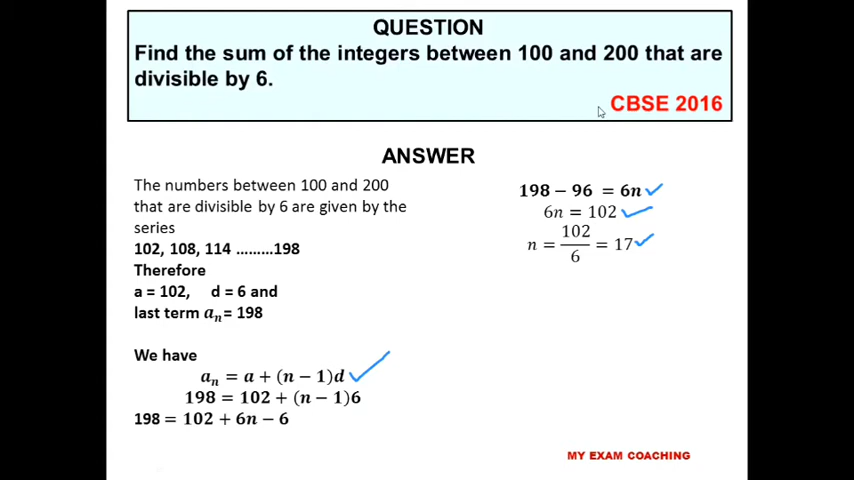 QUESTION
Find the sum of the integers between 100 and 200 that are
divisible by 6.
CBSE 2016
ANSWER
The numbers between 100 and 200
that are divisible by 6 are given by the
series
102, 108, 114 .........198
Therefore
a = 102, d = 6 and
last term aₙ = 198
We have
aₙ = a + (n − 1)d
198 = 102 + (n − 1)6
198 = 102 + 6n − 6
198 − 96 = 6n
6n = 102
n = 102/6 = 17
MY EXAM COACHING